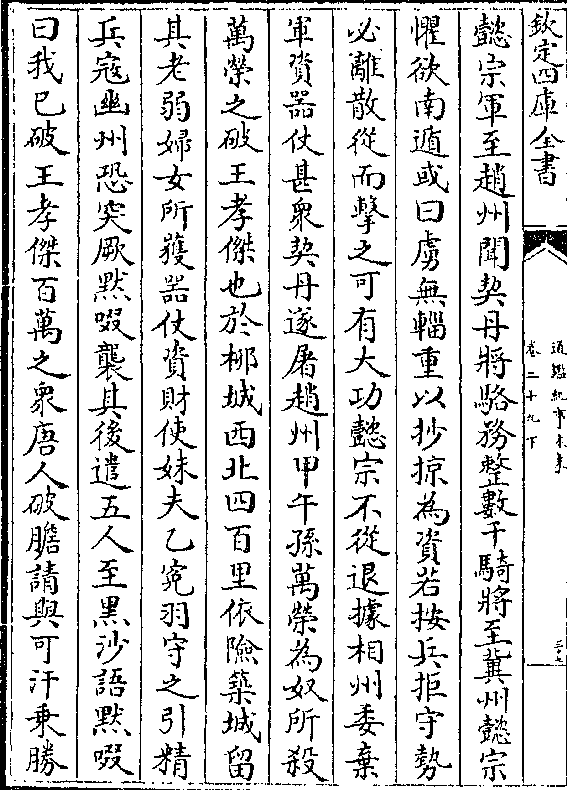 欽定四庫全書
通鑑紀事本末
卷二十九下
懿宗軍至趙州聞契丹將駱務整數千騎將至冀州懿宗
懼欲南遁或曰虜無輜重以抄掠為資若按兵拒守勢
必離散從而擊之可有大功懿宗不從退據相州委棄
軍資器仗甚衆契丹遂屠趙州甲午孫萬榮為奴所殺
萬榮之破王孝傑也於柳城西北四百里依險築城留
其老弱婦女所獲器仗資財使妹夫乙寃羽守之引精
兵寇幽州恐突厥默啜襲其後遣五人至黑沙語默啜
曰我已破王孝傑百萬之衆唐人破膽請與可汗乗勝